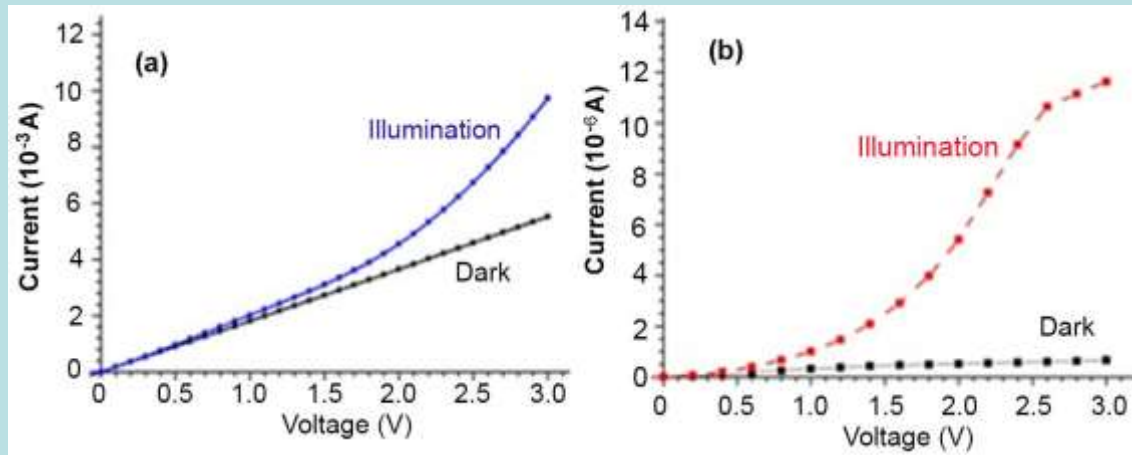 (a)
Current (10⁻³A)
12
10
8
6
4
2
0
Illumination
Dark
0 0.5 1.0 1.5 2.0 2.5 3.0
Voltage (V)
(b)
Current (10⁻⁶A)
14
12
10
8
6
4
2
0
Illumination
Dark
0 0.5 1.0 1.5 2.0 2.5 3.0
Voltage (V)